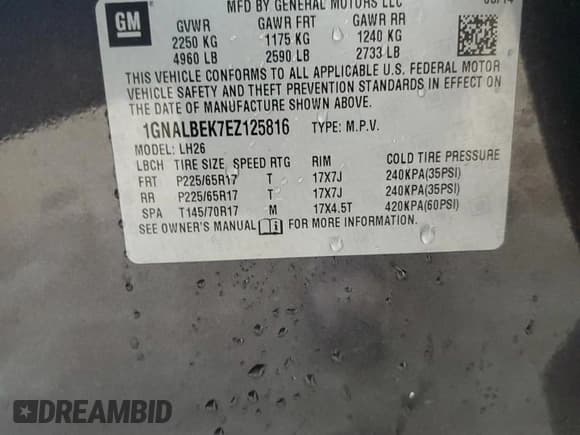 GM
MFD BY GENERAL MOTORS LLC
GVWR GAWR FRT GAWR RR
2250 KG 1175 KG 1240 KG
4960 LB 2590 LB 2733 LB
THIS VEHICLE CONFORMS TO ALL APPLICABLE U.S. FEDERAL MOTOR
VEHICLE SAFETY AND THEFT PREVENTION STANDARDS IN EFFECT ON
THE DATE OF MANUFACTURE SHOWN ABOVE.
1GNALBEK7EZ125816 TYPE: M.P.V.
MODEL: LH26
LBCH TIRE SIZE SPEED RTG RIM COLD TIRE PRESSURE
FRT P225/65R17 T 17X7J 240KPA(35PSI)
RR P225/65R17 T 17X7J 240KPA(35PSI)
SPA T145/70R17 M 17X4.5T 420KPA(60PSI)
SEE OWNER'S MANUAL FOR MORE INFORMATION.
DREAMBID